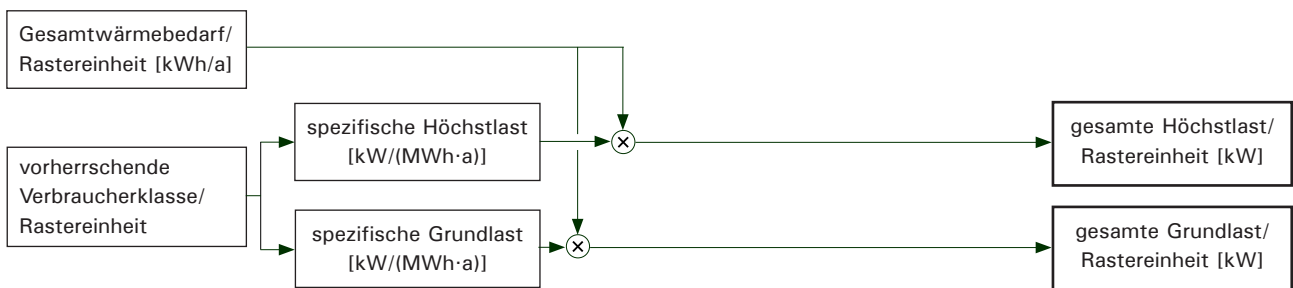 Gesamtwärmebedarf/
Rastereinheit [kWh/a]
spezifische Höchstlast
[kW/(MWh·a)]
gesamte Höchstlast/
Rastereinheit [kW]
vorherrschende
Verbraucherklasse/
Rastereinheit
spezifische Grundlast
[kW/(MWh·a)]
gesamte Grundlast/
Rastereinheit [kW]